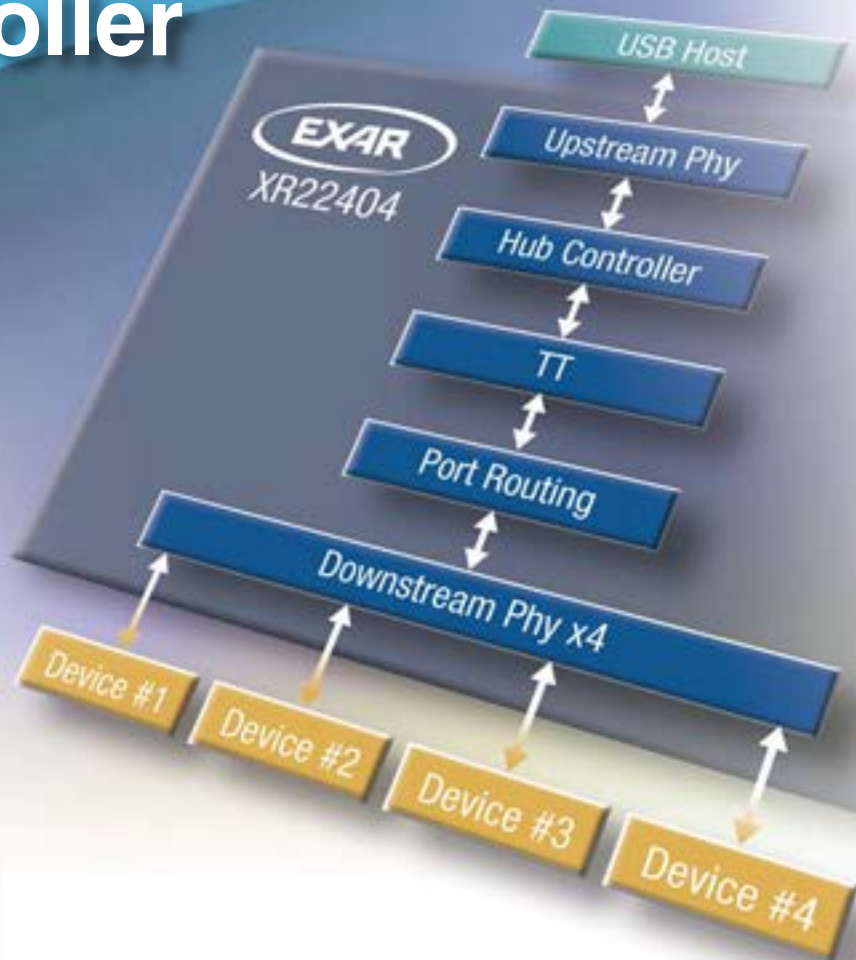 oller
USB Host
EXAR
XR22404
Upstream Phy
Hub Controller
TT
Port Routing
Downstream Phy x4
Device #1
Device #2
Device #3
Device #4